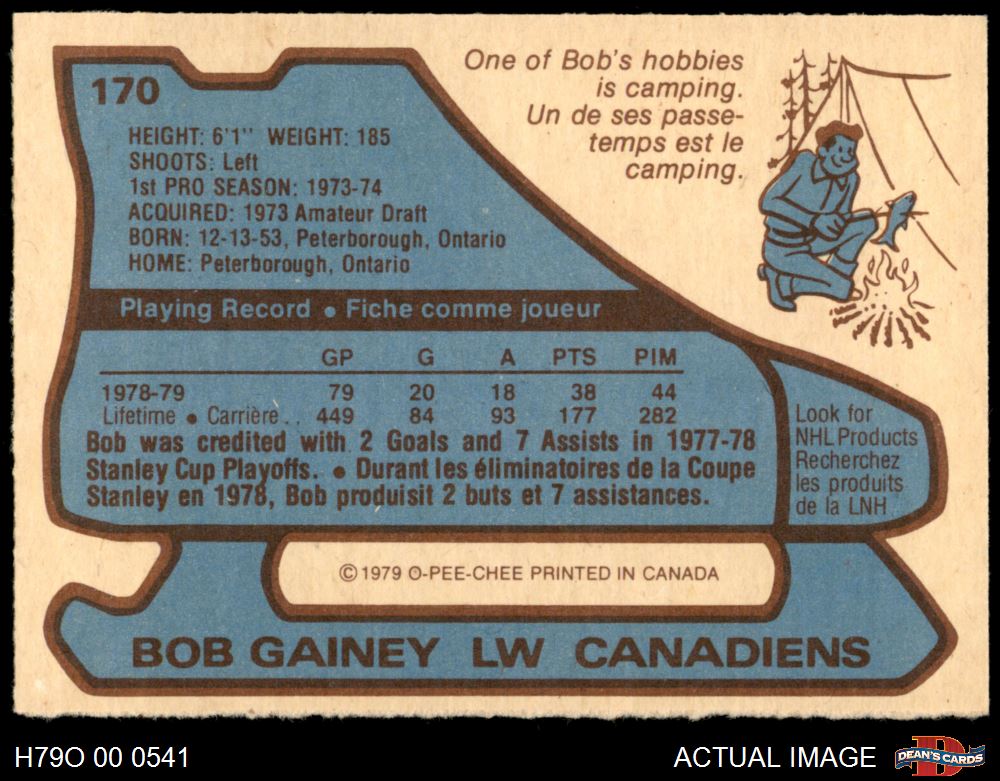 170
One of Bob's hobbies
is camping.
Un de ses passe-
temps est le
camping.
HEIGHT: 6'1" WEIGHT: 185
SHOOTS: Left
1st PRO SEASON: 1973-74
ACQUIRED: 1973 Amateur Draft
BORN: 12-13-53, Peterborough, Ontario
HOME: Peterborough, Ontario
Playing Record • Fiche comme joueur
GP G A PTS PIM
1978-79 79 20 18 38 44
Lifetime • Carrière.. 449 84 93 177 282
Bob was credited with 2 Goals and 7 Assists in 1977-78
Stanley Cup Playoffs. • Durant les éliminatoires de la Coupe
Stanley en 1978, Bob produisit 2 buts et 7 assistances.
Look for
NHL Products
Recherchez
les produits
de la LNH
© 1979 O-PEE-CHEE PRINTED IN CANADA
BOB GAINEY LW CANADIENS
H79O 00 0541
ACTUAL IMAGE
D
DEAN'S CARDS